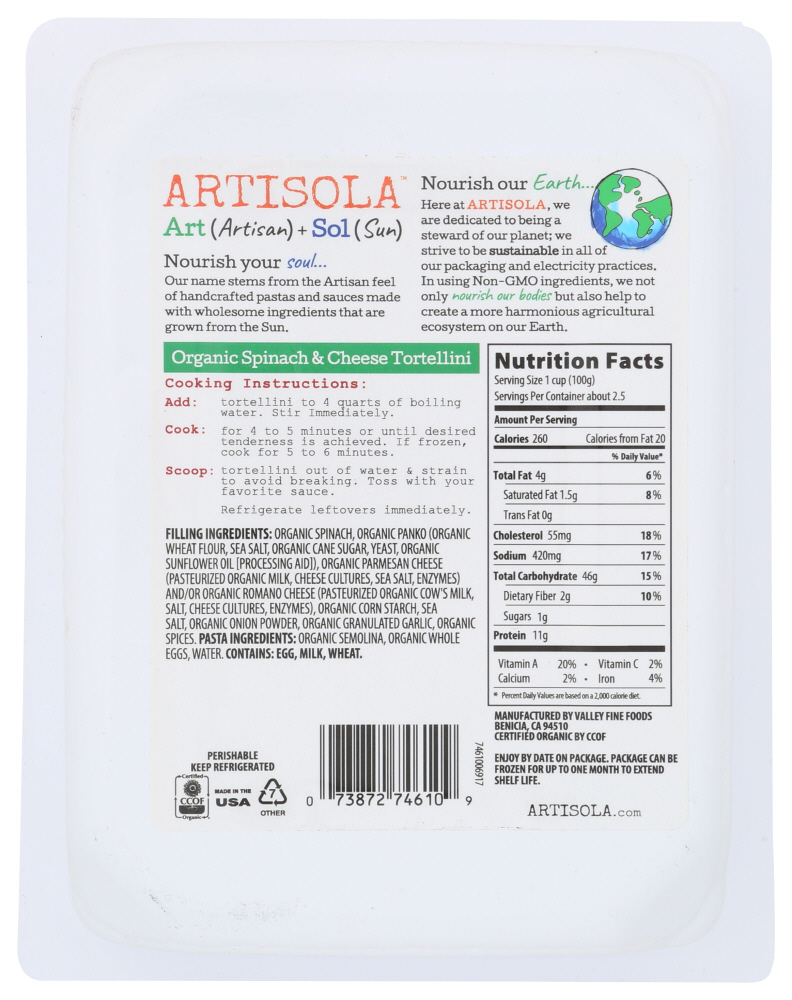 ARTISOLA™
Art (Artisan) + Sol (Sun)
Nourish your soul...
Our name stems from the Artisan feel
of handcrafted pastas and sauces made
with wholesome ingredients that are
grown from the Sun.
Nourish our Earth...
Here at ARTISOLA, we
are dedicated to being a
steward of our planet; we
strive to be sustainable in all of
our packaging and electricity practices.
In using Non-GMO ingredients, we not
only nourish our bodies but also help to
create a more harmonious agricultural
ecosystem on our Earth.
Organic Spinach & Cheese Tortellini
Cooking Instructions:
Add: tortellini to 4 quarts of boiling
water. Stir Immediately.
Cook: for 4 to 5 minutes or until desired
tenderness is achieved. If frozen,
cook for 5 to 6 minutes.
Scoop: tortellini out of water & strain
to avoid breaking. Toss with your
favorite sauce.
Refrigerate leftovers immediately.
FILLING INGREDIENTS: ORGANIC SPINACH, ORGANIC PANKO (ORGANIC
WHEAT FLOUR, SEA SALT, ORGANIC CANE SUGAR, YEAST, ORGANIC
SUNFLOWER OIL [PROCESSING AID]), ORGANIC PARMESAN CHEESE
(PASTEURIZED ORGANIC MILK, CHEESE CULTURES, SEA SALT, ENZYMES)
AND/OR ORGANIC ROMANO CHEESE (PASTEURIZED ORGANIC COW'S MILK,
SALT, CHEESE CULTURES, ENZYMES), ORGANIC CORN STARCH, SEA
SALT, ORGANIC ONION POWDER, ORGANIC GRANULATED GARLIC, ORGANIC
SPICES. PASTA INGREDIENTS: ORGANIC SEMOLINA, ORGANIC WHOLE
EGGS, WATER. CONTAINS: EGG, MILK, WHEAT.
Nutrition Facts
Serving Size 1 cup (100g)
Servings Per Container about 2.5
Amount Per Serving
Calories 260 Calories from Fat 20
% Daily Value*
Total Fat 4g 6%
Saturated Fat 1.5g 8%
Trans Fat 0g
Cholesterol 55mg 18%
Sodium 420mg 17%
Total Carbohydrate 46g 15%
Dietary Fiber 2g 10%
Sugars 1g
Protein 11g
Vitamin A 20% • Vitamin C 2%
Calcium 2% • Iron 4%
* Percent Daily Values are based on a 2,000 calorie diet.
MANUFACTURED BY VALLEY FINE FOODS
BENICIA, CA 94510
CERTIFIED ORGANIC BY CCOF
ENJOY BY DATE ON PACKAGE. PACKAGE CAN BE
FROZEN FOR UP TO ONE MONTH TO EXTEND
SHELF LIFE.
ARTISOLA.com
PERISHABLE
KEEP REFRIGERATED
Certified
CCOF
Organic
MADE IN THE
USA
7
OTHER
0 73872 74610 9
7461006917